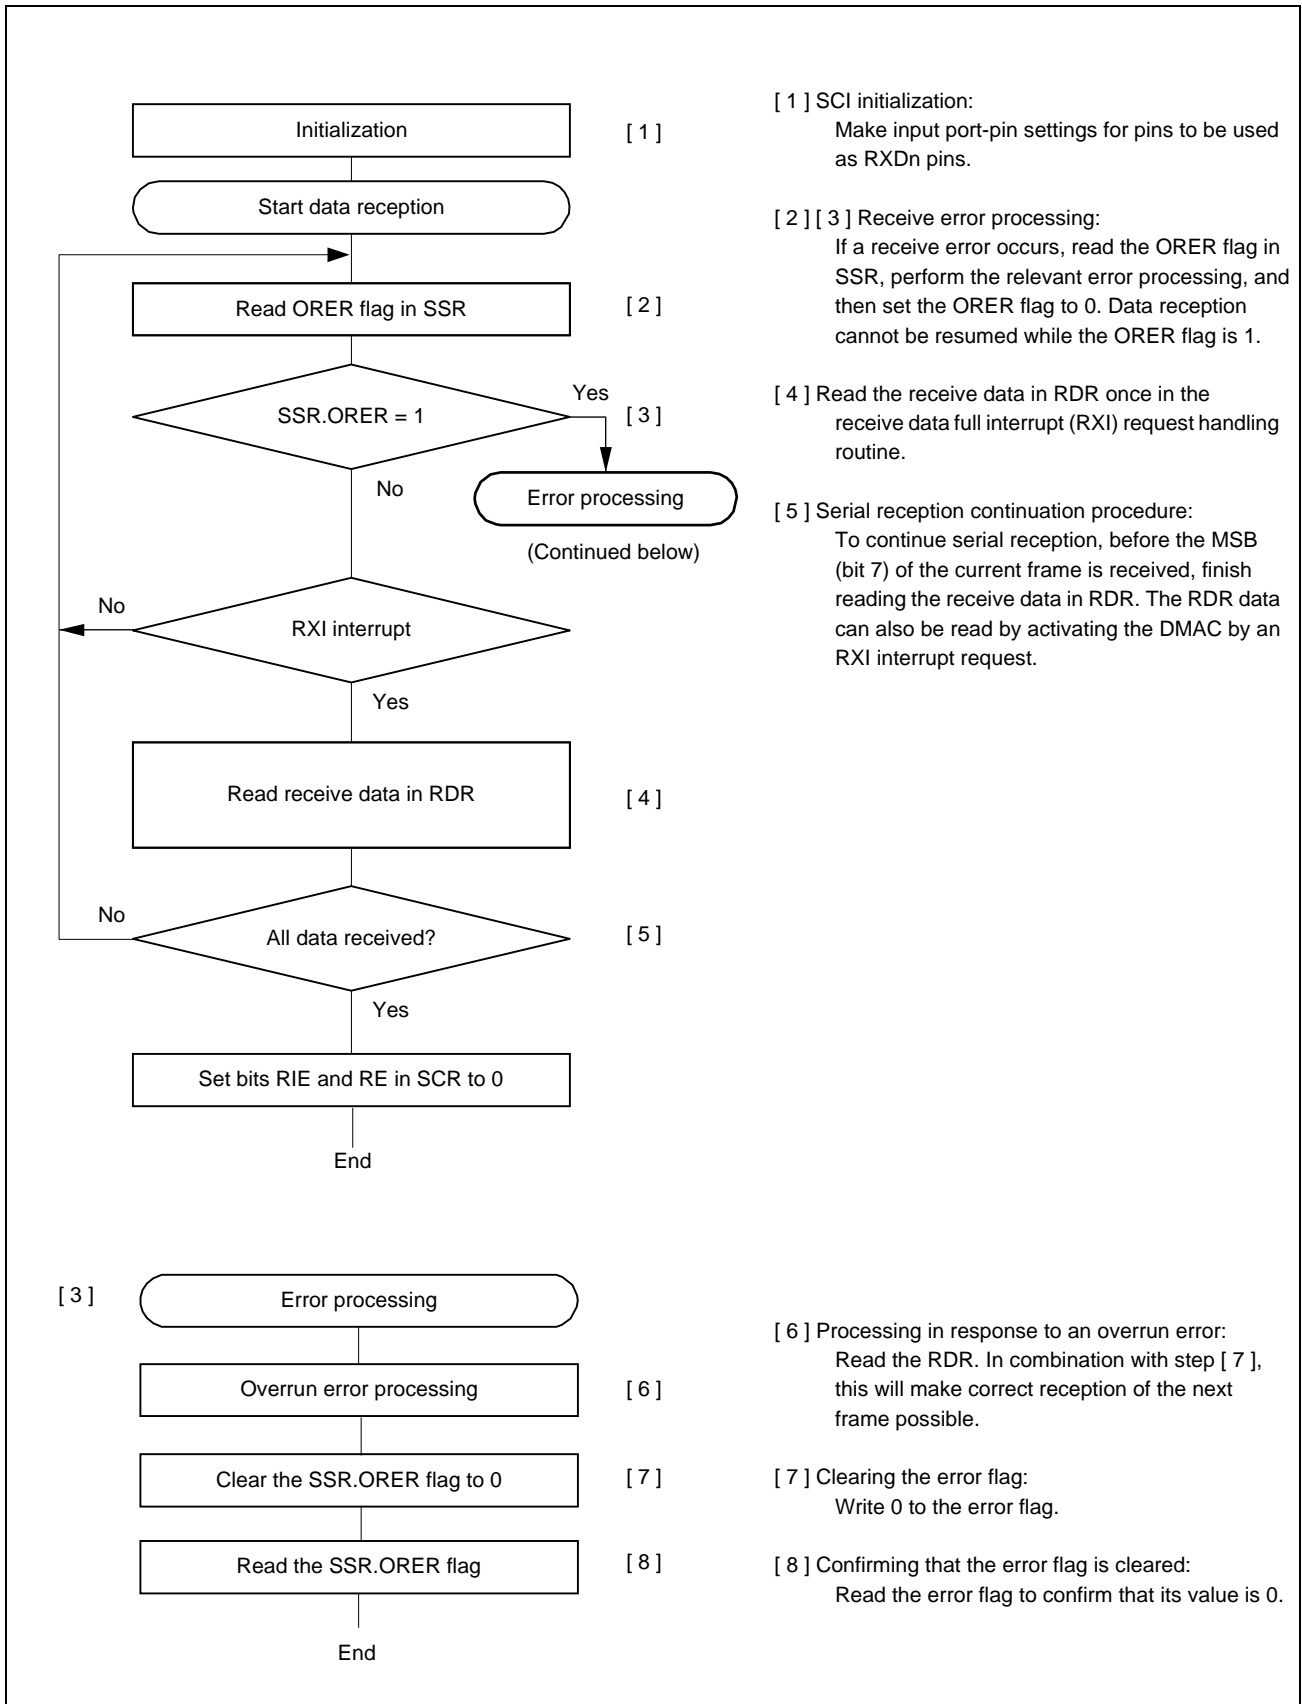 Initialization
[ 1 ]
Start data reception
Read ORER flag in SSR
[ 2 ]
SSR.ORER = 1
Yes
[ 3 ]
No
Error processing
(Continued below)
No
RXI interrupt
Yes
Read receive data in RDR
[ 4 ]
No
All data received?
[ 5 ]
Yes
Set bits RIE and RE in SCR to 0
End
[ 1 ] SCI initialization:
Make input port-pin settings for pins to be used
as RXDn pins.
[ 2 ] [ 3 ] Receive error processing:
If a receive error occurs, read the ORER flag in
SSR, perform the relevant error processing, and
then set the ORER flag to 0. Data reception
cannot be resumed while the ORER flag is 1.
[ 4 ] Read the receive data in RDR once in the
receive data full interrupt (RXI) request handling
routine.
[ 5 ] Serial reception continuation procedure:
To continue serial reception, before the MSB
(bit 7) of the current frame is received, finish
reading the receive data in RDR. The RDR data
can also be read by activating the DMAC by an
RXI interrupt request.
[ 3 ]
Error processing
Overrun error processing
[ 6 ]
Clear the SSR.ORER flag to 0
[ 7 ]
Read the SSR.ORER flag
[ 8 ]
End
[ 6 ] Processing in response to an overrun error:
Read the RDR. In combination with step [ 7 ],
this will make correct reception of the next
frame possible.
[ 7 ] Clearing the error flag:
Write 0 to the error flag.
[ 8 ] Confirming that the error flag is cleared:
Read the error flag to confirm that its value is 0.